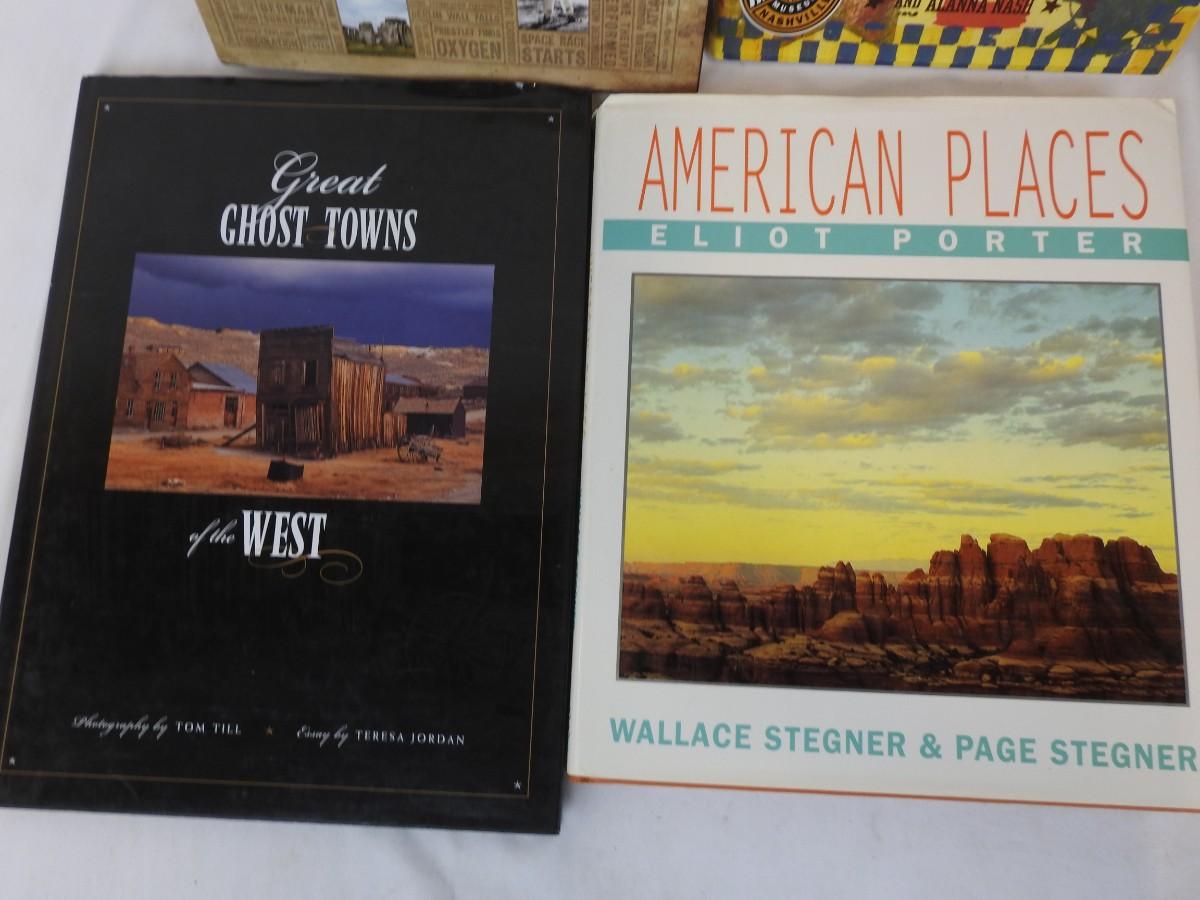 OXYGEN
STARTS
MUSEUM
NASHVILLE
AND ALANNA NASH
Great
GHOST TOWNS
of the WEST
Photography by TOM TILL ★ Essay by TERESA JORDAN
AMERICAN PLACES
ELIOT PORTER
WALLACE STEGNER & PAGE STEGNER